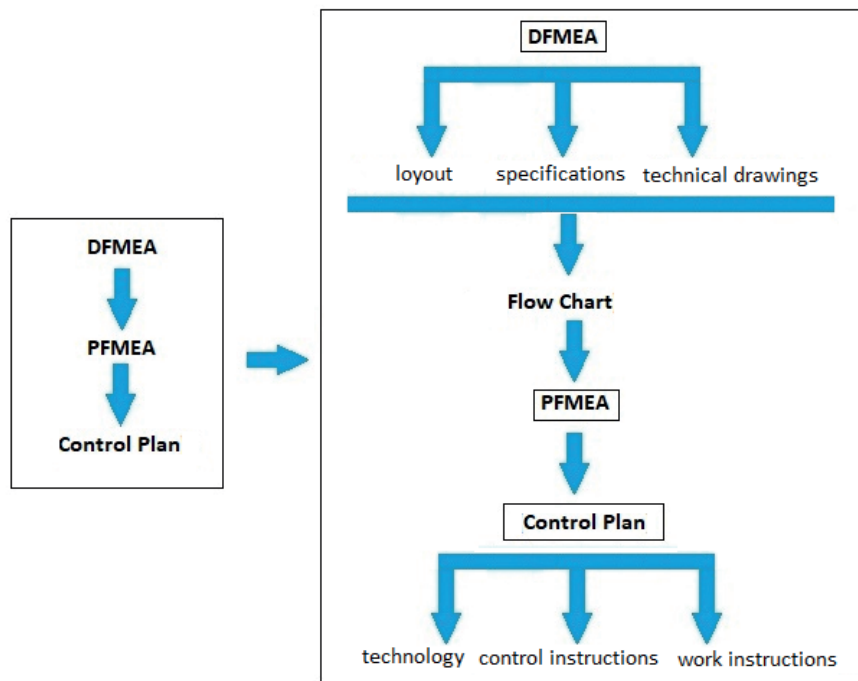 DFMEA
PFMEA
Control Plan
DFMEA
loyout specifications technical drawings
Flow Chart
PFMEA
Control Plan
technology control instructions work instructions